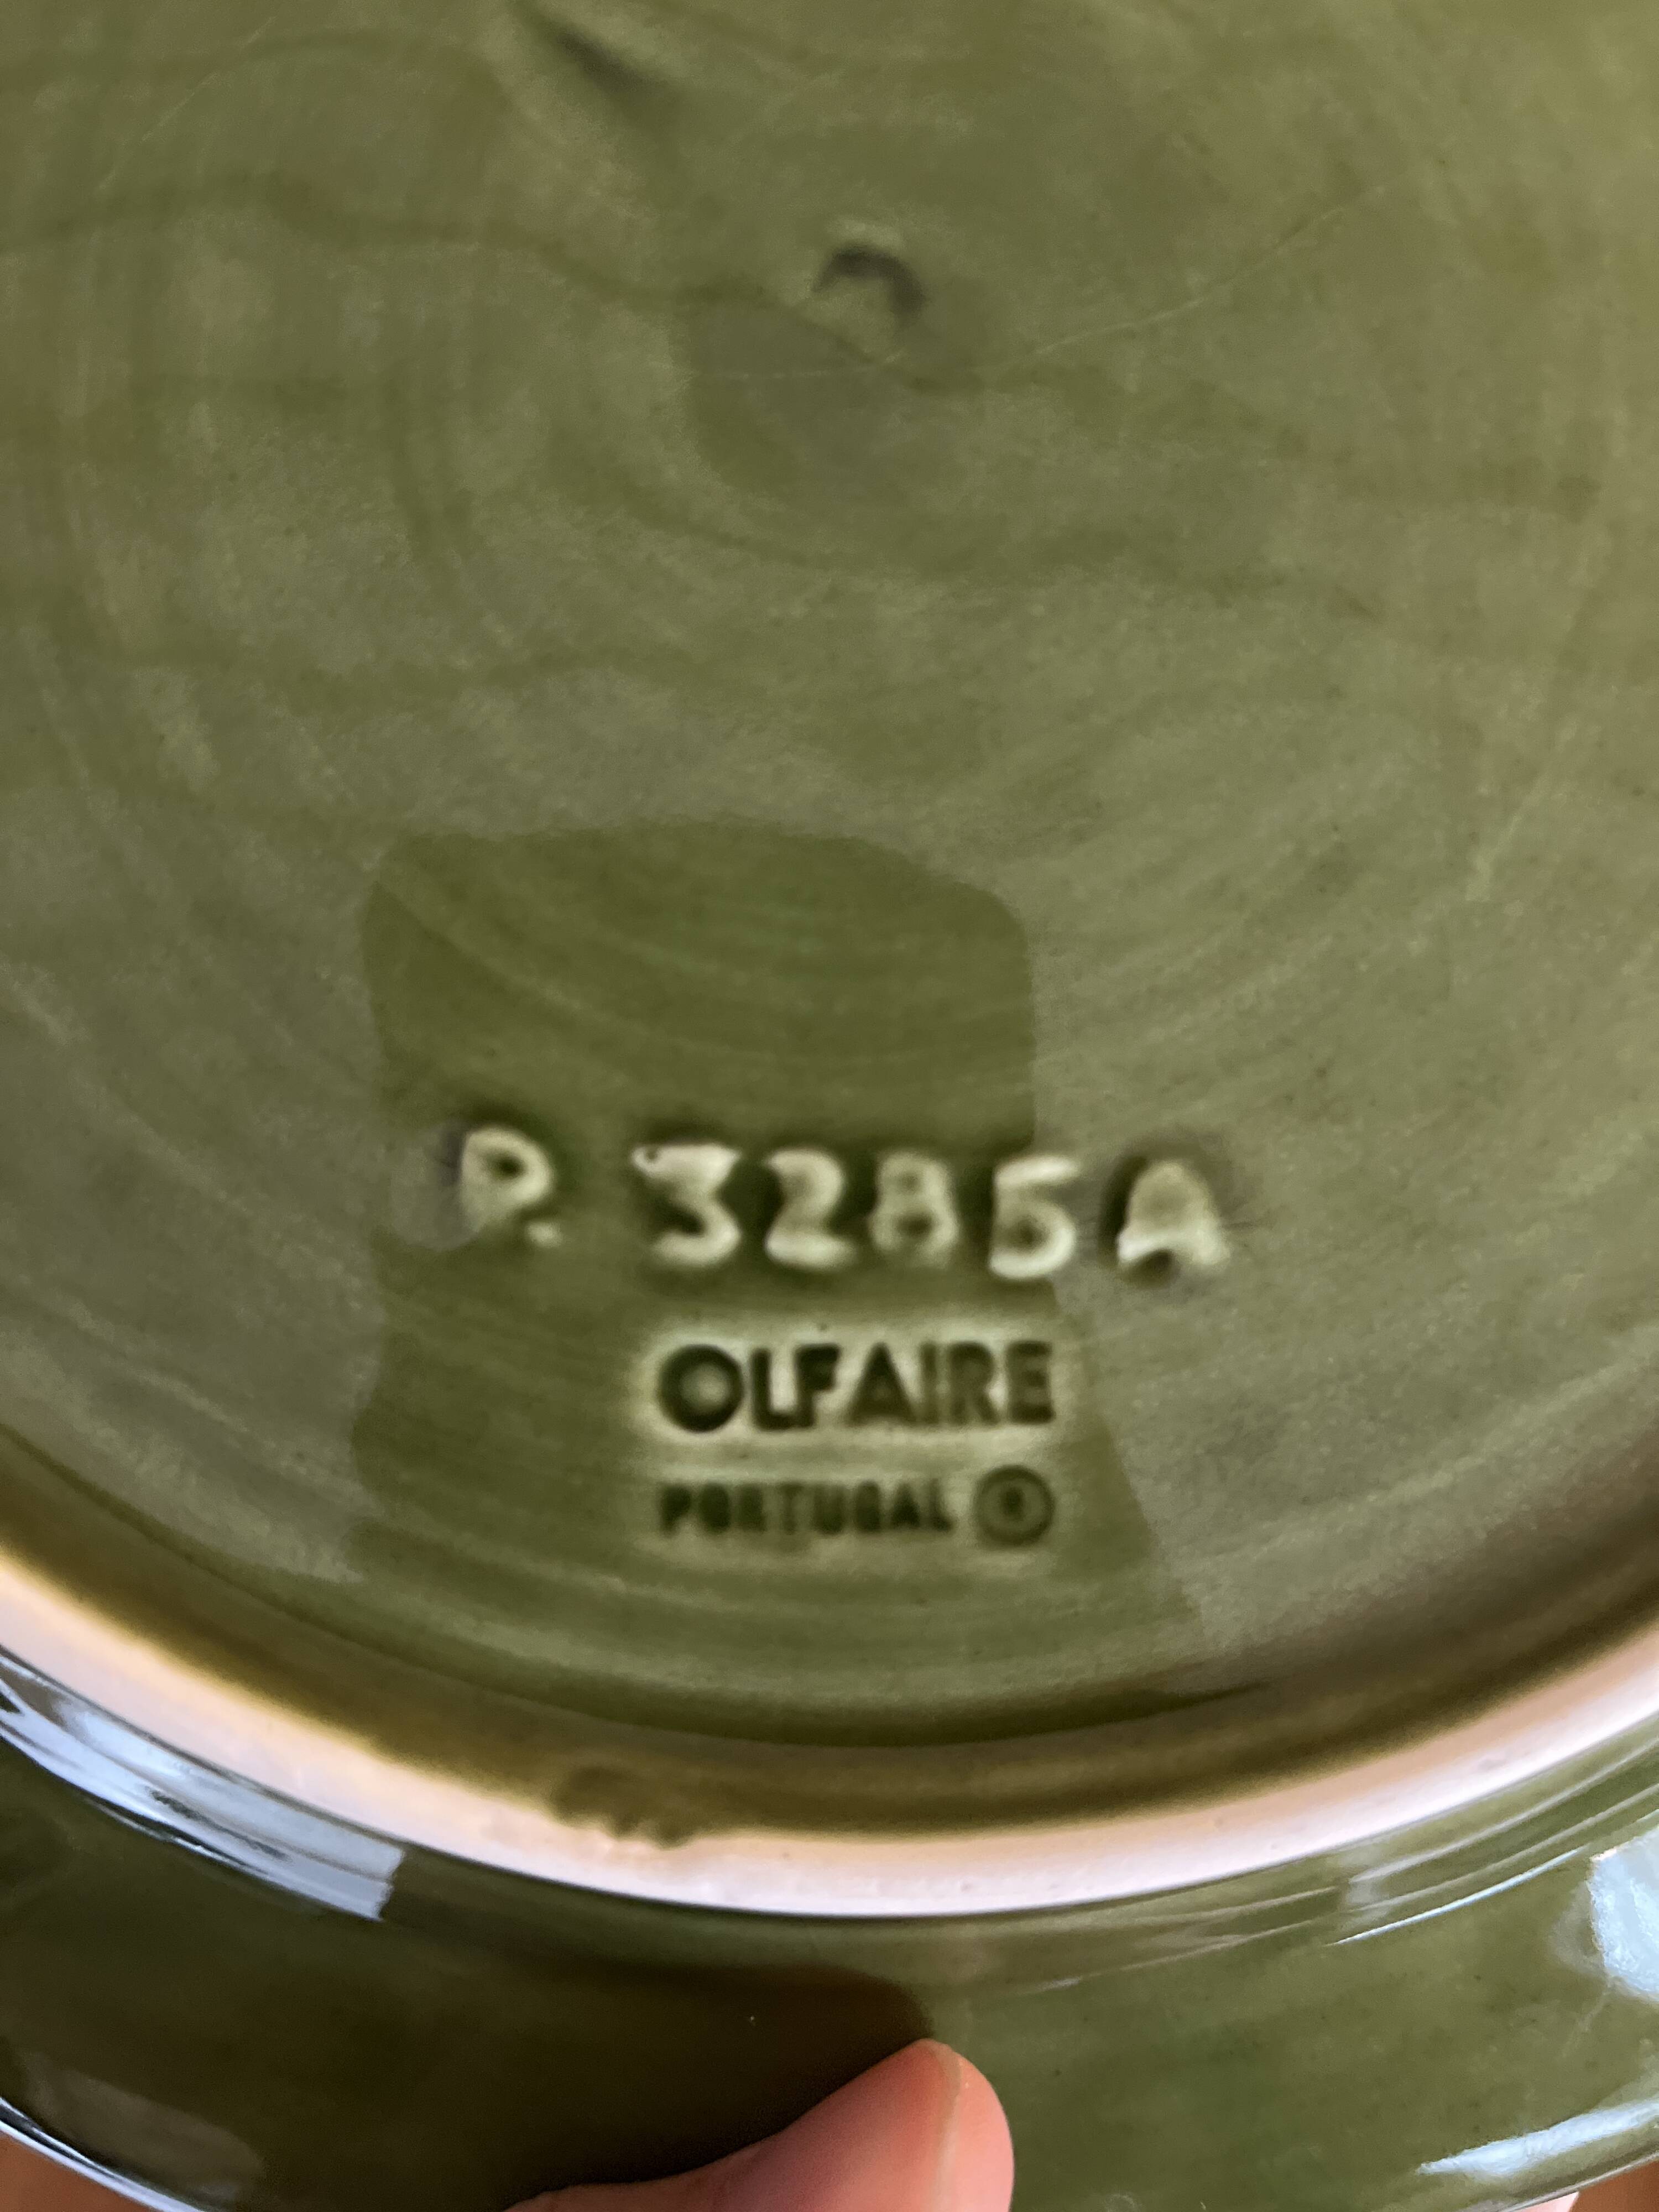 P. 3285A
OLFAIRE
PORTUGAL ®